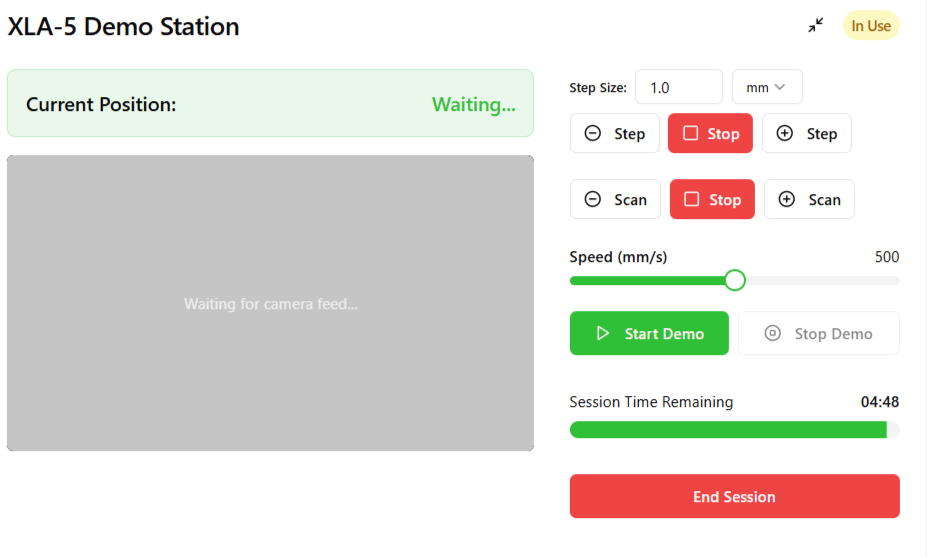 XLA-5 Demo Station
In Use
Current Position:
Waiting...
Waiting for camera feed...
Step Size:
1.0
mm
Step
Stop
Step
Scan
Stop
Scan
Speed (mm/s)
500
Start Demo
Stop Demo
Session Time Remaining
04:48
End Session